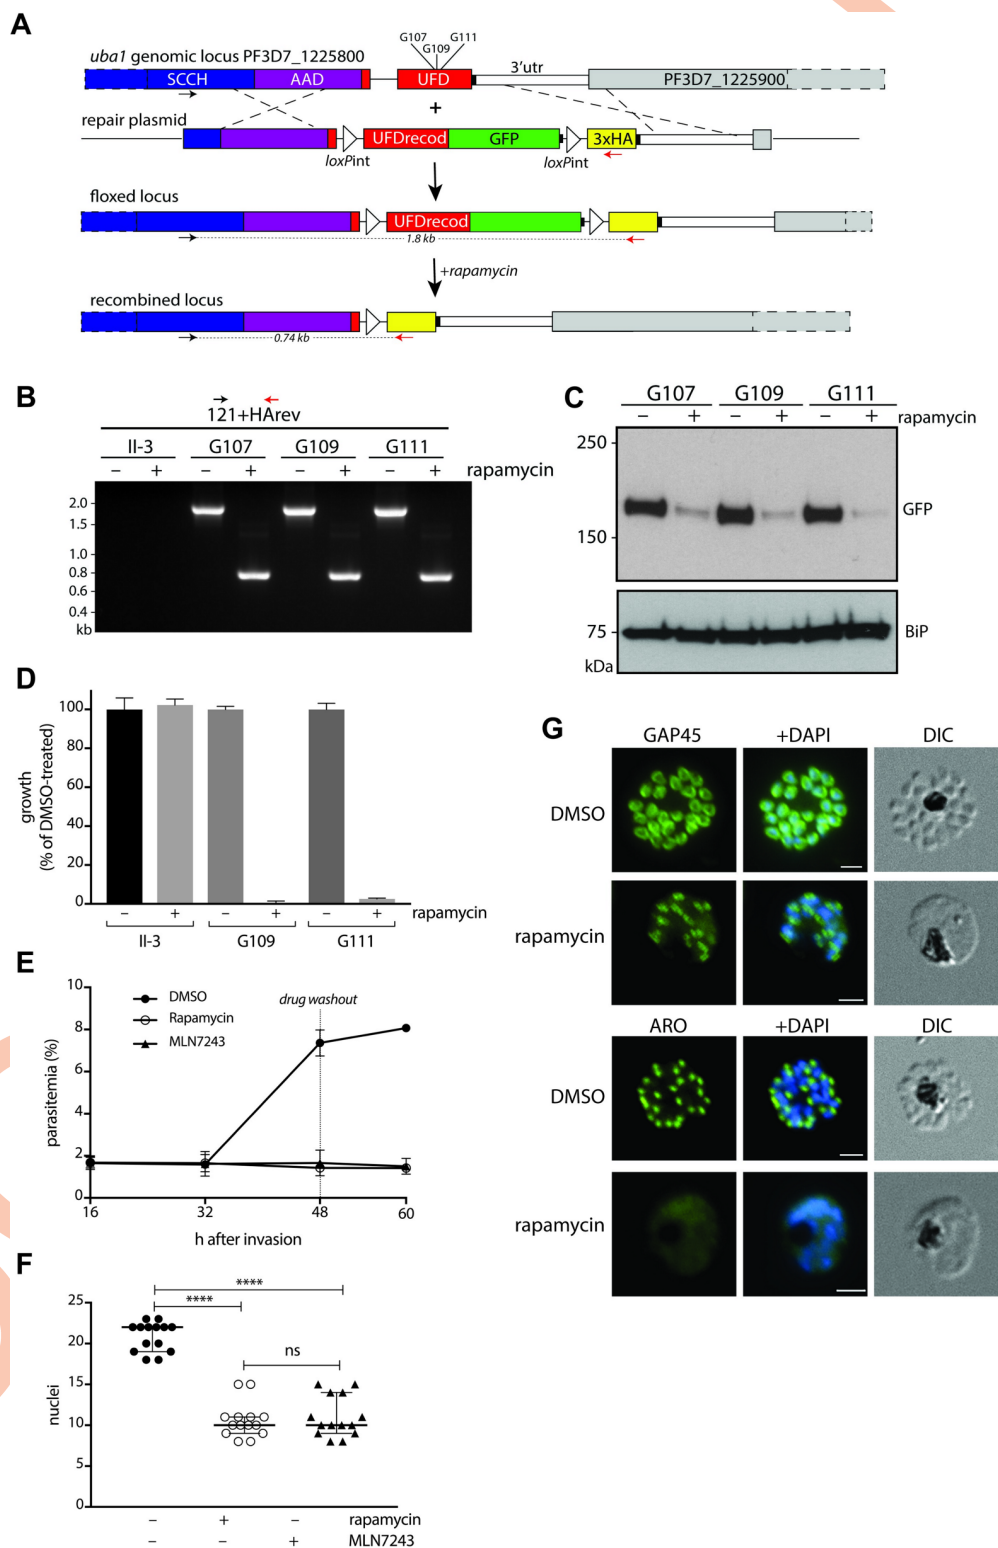 A
G107 G111
G109
uba1 genomic locus PF3D7_1225800
SCCH AAD UFD 3'utr PF3D7_1225900
+
repair plasmid
UFDrecod GFP 3xHA
loxPint loxPint
floxed locus
UFDrecod
1.8 kb
+rapamycin
recombined locus
0.74 kb
B
121+HArev
II-3 G107 G109 G111
– + – + – + – + rapamycin
2.0
1.5
1.0
0.8
0.6
0.4
kb
C
G107 G109 G111
– + – + – + rapamycin
250
GFP
150
75 BiP
kDa
D
growth
(% of DMSO-treated)
100
80
60
40
20
0
– + – + – + rapamycin
II-3 G109 G111
E
parasitemia (%)
10
8
6
4
2
0
DMSO
Rapamycin
MLN7243
drug washout
16 32 48 60
h after invasion
F
nuclei
25
20
15
10
5
0
****
****
ns
– + – rapamycin
– – + MLN7243
G
GAP45 +DAPI DIC
DMSO
rapamycin
ARO +DAPI DIC
DMSO
rapamycin